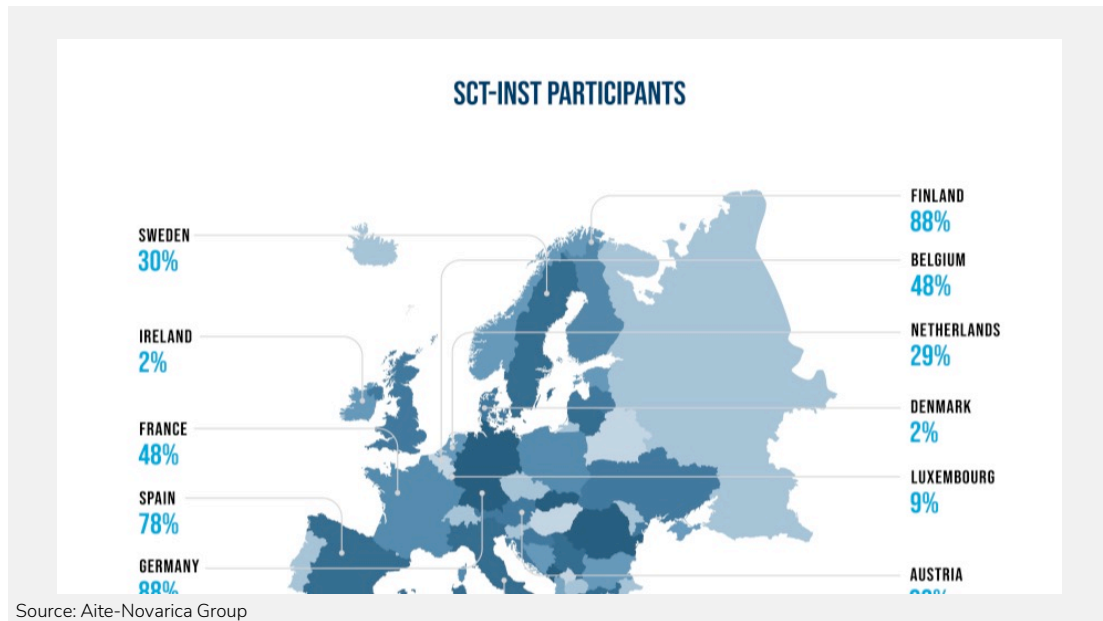 SCT-INST PARTICIPANTS
SWEDEN
30%
IRELAND
2%
FRANCE
48%
SPAIN
78%
GERMANY
88%
FINLAND
88%
BELGIUM
48%
NETHERLANDS
29%
DENMARK
2%
LUXEMBOURG
9%
AUSTRIA
Source: Aite-Novarica Group